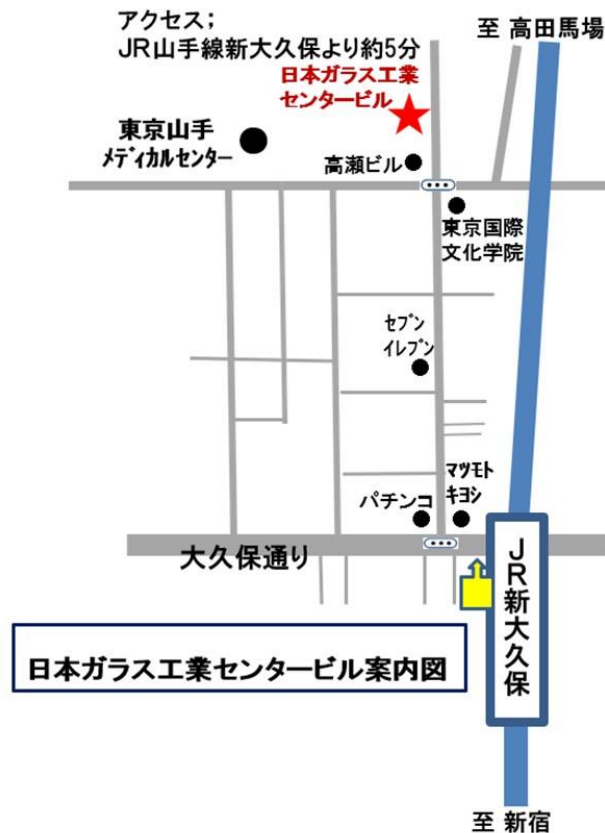 アクセス；
JR山手線新大久保より約5分
至 高田馬場
日本ガラス工業
センタービル
東京山手
ﾒﾃﾞｨｶﾙｾﾝﾀｰ
高瀬ビル
東京国際
文化学院
ｾﾌﾞﾝ
ｲﾚﾌﾞﾝ
ﾏﾂﾓﾄ
ｷﾖｼ
パチンコ
大久保通り
JR新大久保
日本ガラス工業センタービル案内図
至 新宿